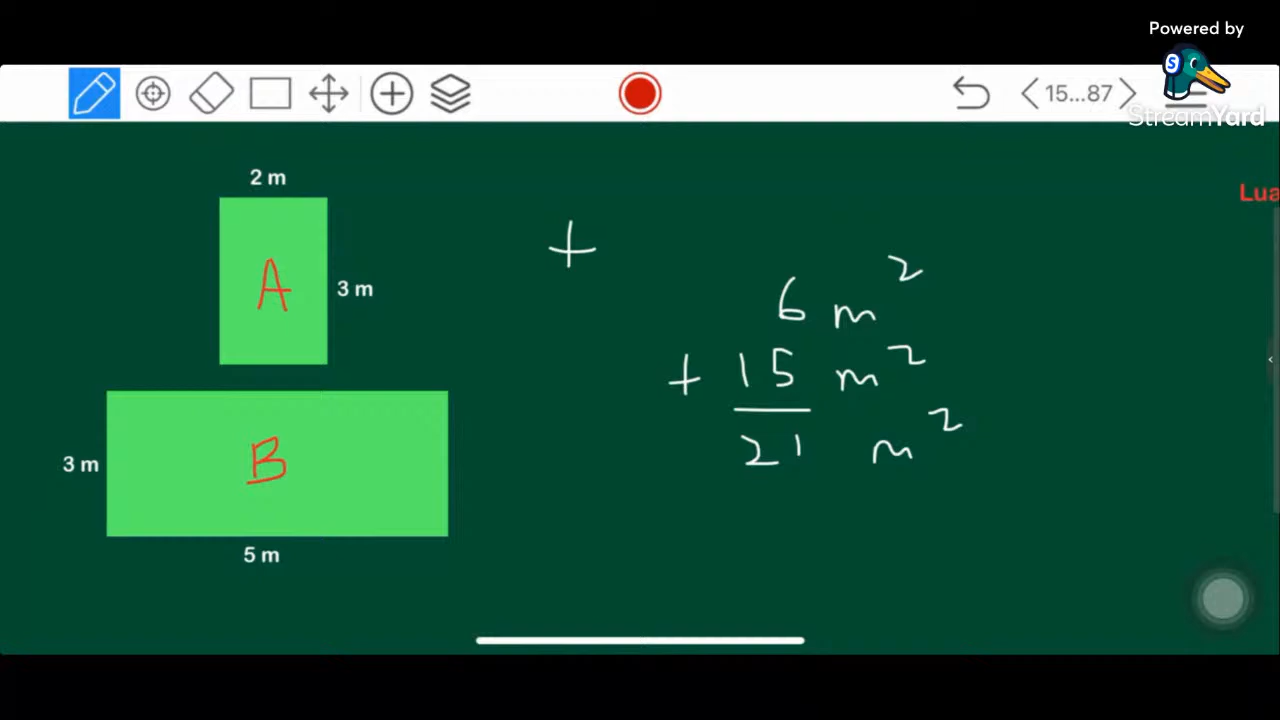 Powered by
StreamYard
15...87
Lua
2 m
A
3 m
3 m
B
5 m
+
6 m²
+ 15 m²
21 m²